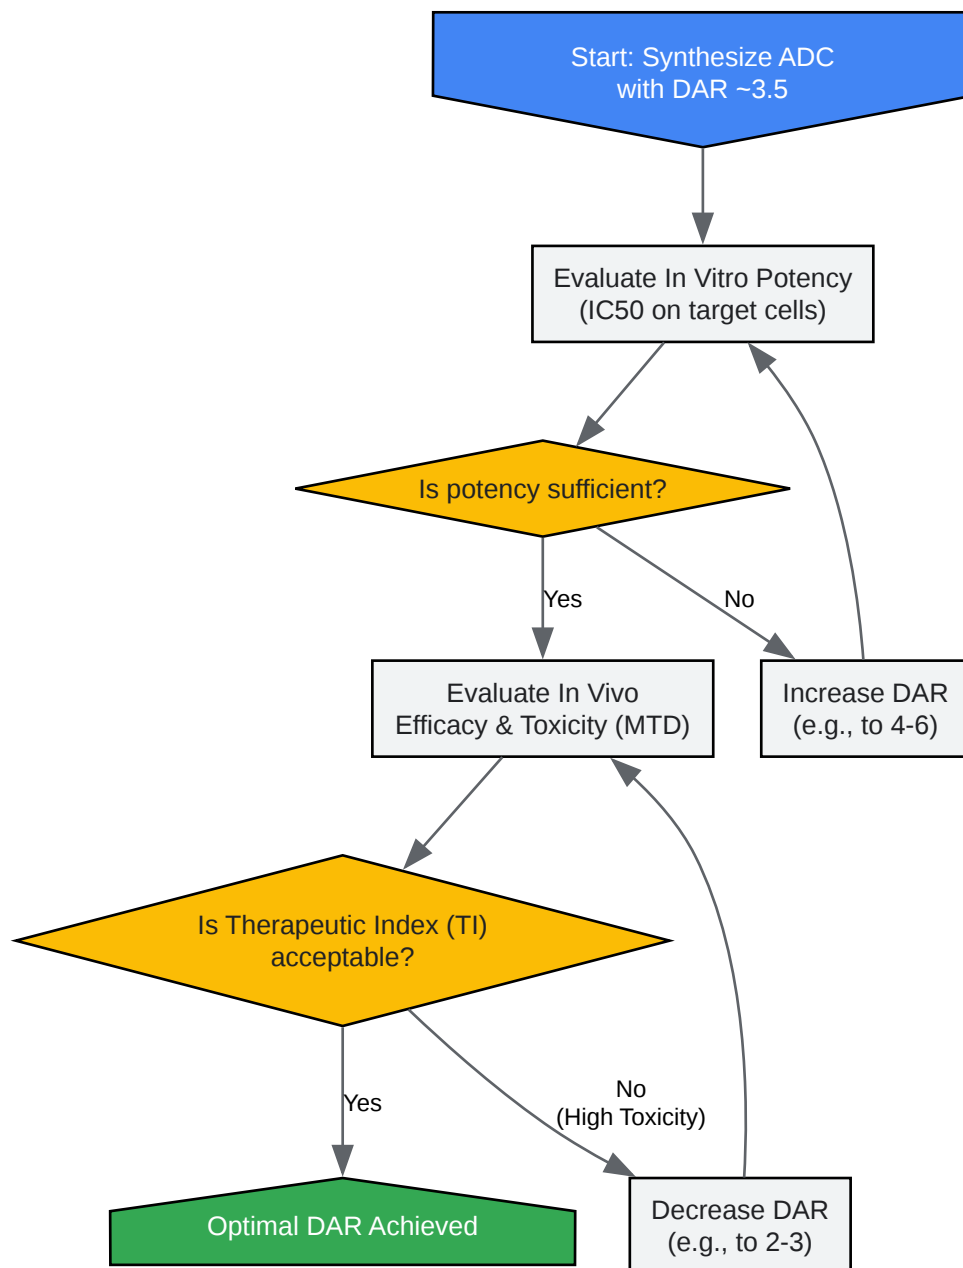 Start: Synthesize ADC
with DAR ~3.5
Evaluate In Vitro Potency
(IC50 on target cells)
Is potency sufficient?
Yes
No
Evaluate In Vivo
Efficacy & Toxicity (MTD)
Increase DAR
(e.g., to 4-6)
Is Therapeutic Index (TI)
acceptable?
Yes
No
(High Toxicity)
Optimal DAR Achieved
Decrease DAR
(e.g., to 2-3)